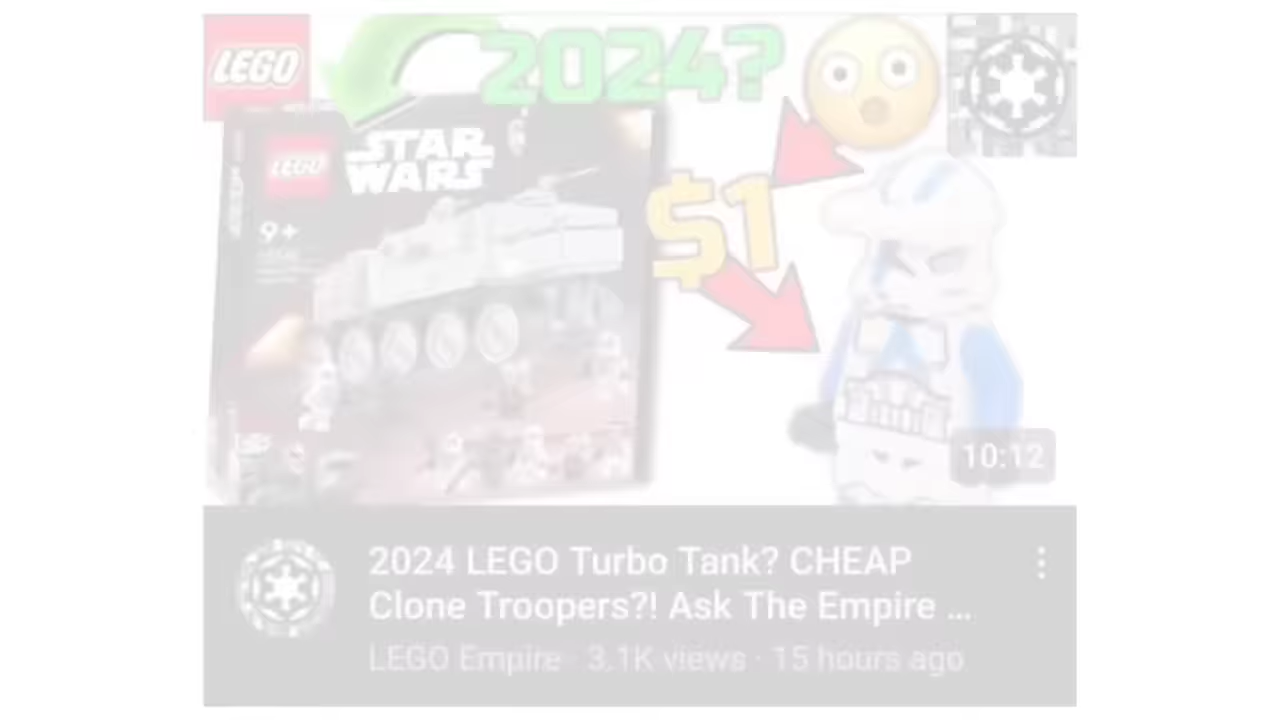 LEGO
2024?
LEGO
STAR
WARS
$1
9+
10:12
2024 LEGO Turbo Tank? CHEAP
Clone Troopers?! Ask The Empire ...
LEGO Empire · 3.1K views · 15 hours ago